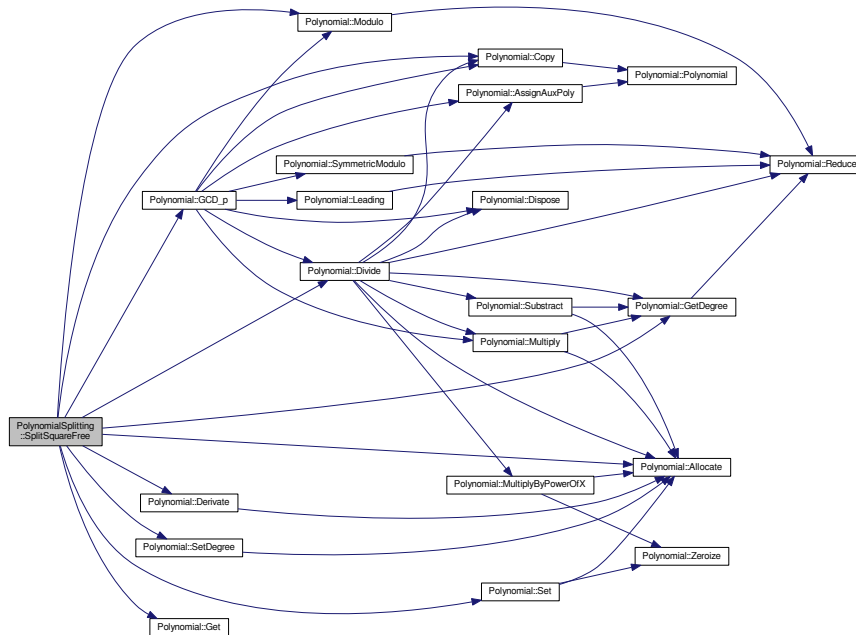 Polynomial::Modulo
Polynomial::Copy
Polynomial::Polynomial
Polynomial::AssignAuxPoly
Polynomial::SymmetricModulo
Polynomial::Reduce
Polynomial::GCD_p
Polynomial::Leading
Polynomial::Dispose
Polynomial::Divide
Polynomial::Substract
Polynomial::GetDegree
Polynomial::Multiply
PolynomialSplitting
::SplitSquareFree
Polynomial::Allocate
Polynomial::MultiplyByPowerOfX
Polynomial::Derivate
Polynomial::SetDegree
Polynomial::Zeroize
Polynomial::Set
Polynomial::Get